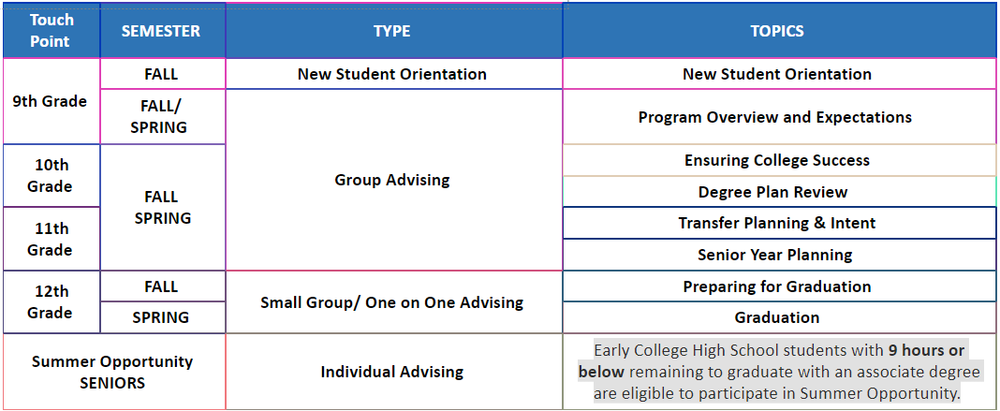 Touch
Point
SEMESTER
TYPE
TOPICS
9th Grade
FALL
New Student Orientation
New Student Orientation
FALL/
SPRING
Group Advising
Program Overview and Expectations
10th
Grade
FALL
SPRING
Ensuring College Success
Degree Plan Review
11th
Grade
Transfer Planning & Intent
Senior Year Planning
12th
Grade
FALL
Small Group/ One on One Advising
Preparing for Graduation
SPRING
Graduation
Summer Opportunity
SENIORS
Individual Advising
Early College High School students with 9 hours or
below remaining to graduate with an associate degree
are eligible to participate in Summer Opportunity.